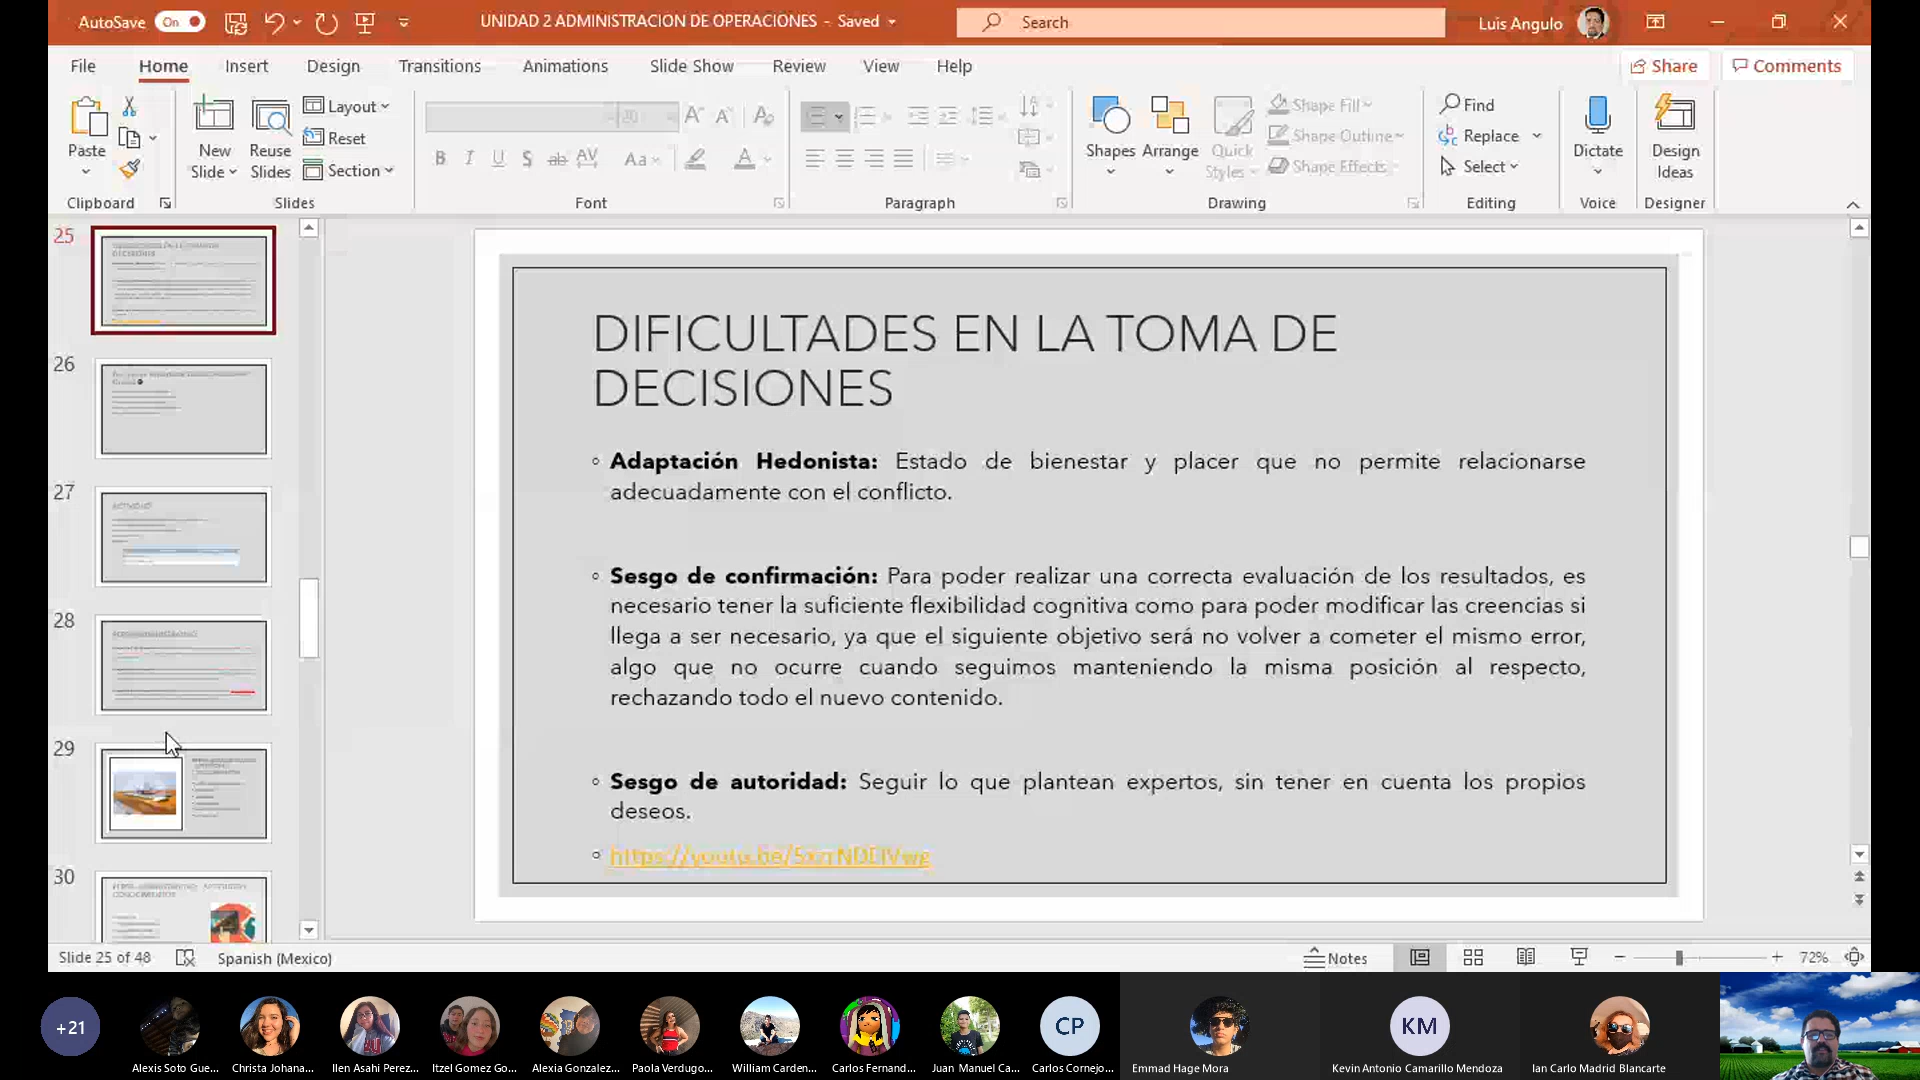 AutoSave On
UNIDAD 2 ADMINISTRACION DE OPERACIONES - Saved
Search
Luis Angulo
File Home Insert Design Transitions Animations Slide Show Review View Help
Share Comments
Paste
New Slide
Reuse Slides
Layout
Reset
Section
Shapes
Arrange
Quick Styles
Shape Fill
Shape Outline
Shape Effects
Find
Replace
Select
Dictate
Design Ideas
Clipboard Slides Font Paragraph Drawing Editing Voice Designer
25
26
27
28
29
30
DIFICULTADES EN LA TOMA DE
DECISIONES
◦ Adaptación Hedonista: Estado de bienestar y placer que no permite relacionarse
adecuadamente con el conflicto.
◦ Sesgo de confirmación: Para poder realizar una correcta evaluación de los resultados, es
necesario tener la suficiente flexibilidad cognitiva como para poder modificar las creencias si
llega a ser necesario, ya que el siguiente objetivo será no volver a cometer el mismo error,
algo que no ocurre cuando seguimos manteniendo la misma posición al respecto,
rechazando todo el nuevo contenido.
◦ Sesgo de autoridad: Seguir lo que plantean expertos, sin tener en cuenta los propios
deseos.
Slide 25 of 48 Spanish (Mexico) Notes 72%
+21 CP KM
Alexis Soto Gue... Christa Johana... Ilen Asahi Perez... Itzel Gomez Go... Alexia Gonzalez... Paola Verdugo... William Carden... Carlos Fernand... Juan Manuel Ca... Carlos Cornejo... Emmad Hage Mora Kevin Antonio Camarillo Mendoza Ian Carlo Madrid Blancarte